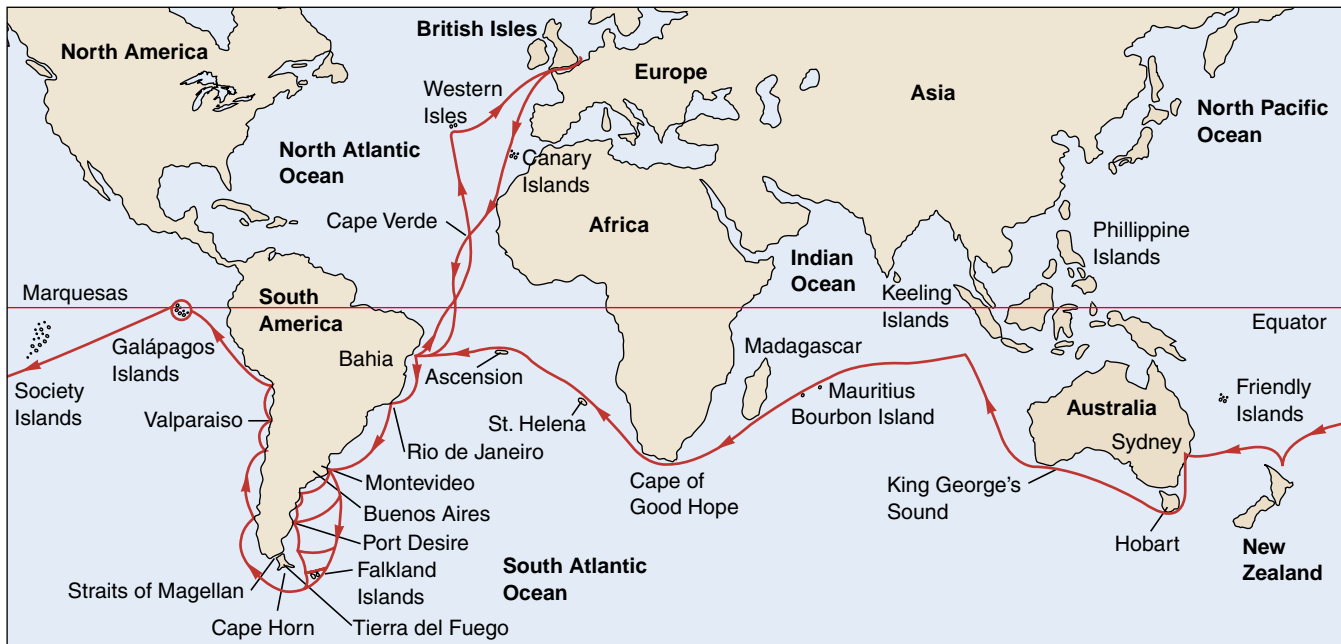 North America
British Isles
Europe
Asia
North Pacific
Ocean
Western
Isles
North Atlantic
Ocean
Canary
Islands
Cape Verde
Africa
Indian
Ocean
Phillippine
Islands
Marquesas
South
America
Keeling
Islands
Equator
Galápagos
Islands
Bahia
Ascension
Madagascar
Society
Islands
Mauritius
Bourbon Island
Friendly
Islands
Australia
Valparaiso
St. Helena
Sydney
Rio de Janeiro
Montevideo
Cape of
Good Hope
King George's
Sound
Buenos Aires
Port Desire
Hobart
New
Zealand
Falkland
Islands
South Atlantic
Ocean
Straits of Magellan
Cape Horn
Tierra del Fuego